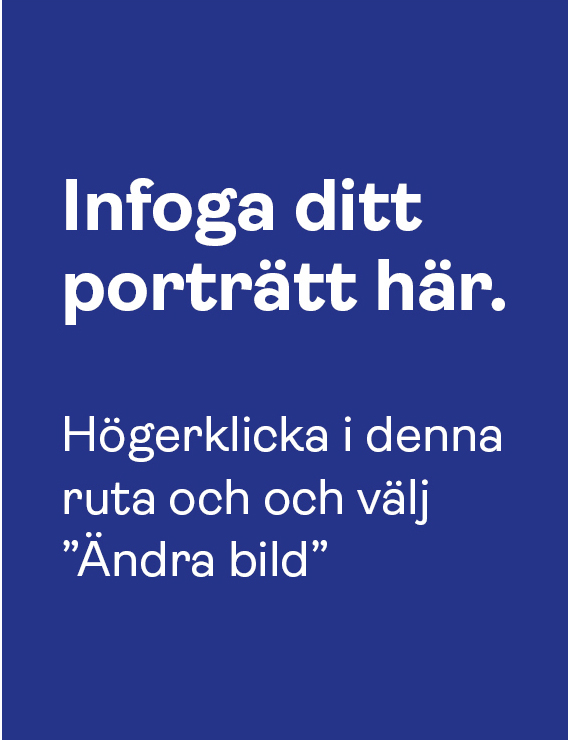 Infoga ditt
porträtt här.
Högerklicka i denna
ruta och och välj
”Ändra bild”